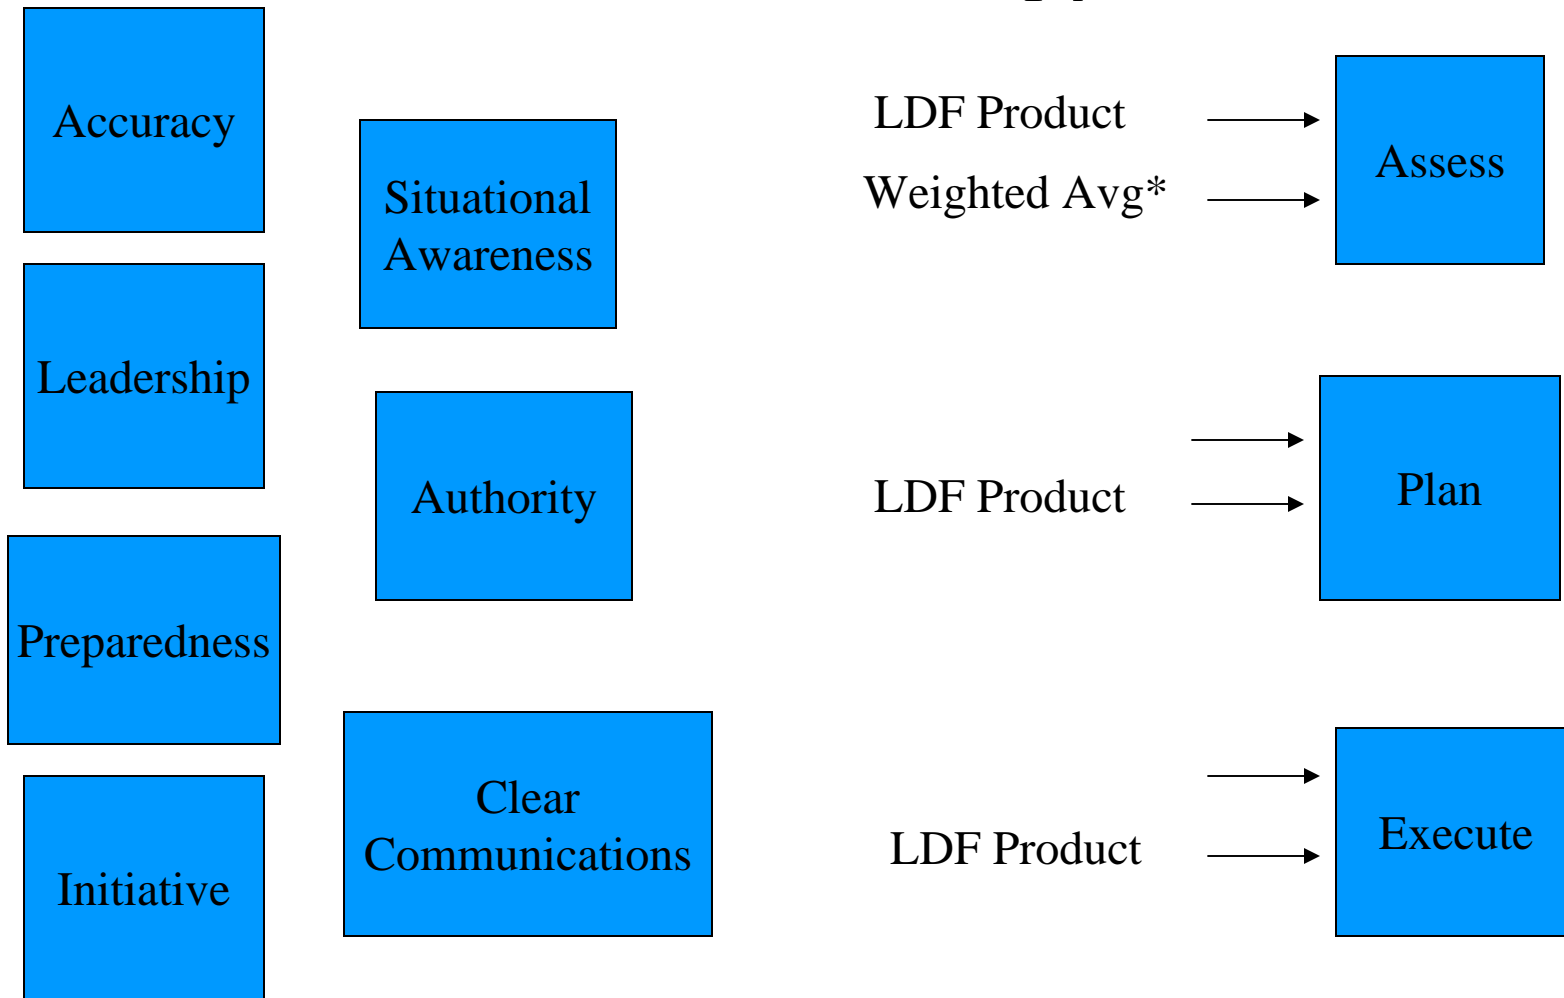 Accuracy
Leadership
Preparedness
Initiative
Situational
Awareness
Authority
Clear
Communications
LDF Product
Weighted Avg*
LDF Product
LDF Product
Assess
Plan
Execute